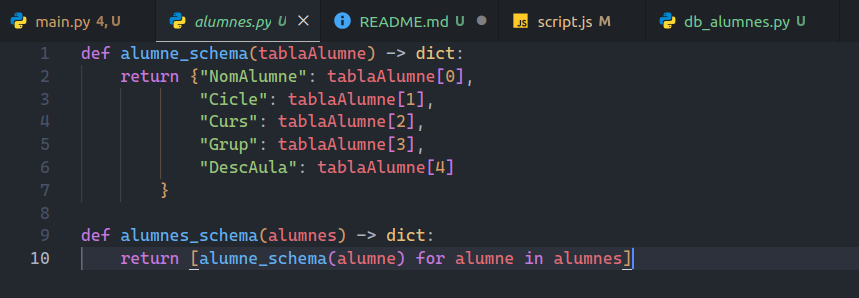 main.py 4, U alumnes.py U × README.md U ● JS script.js M db_alumnes.py U
1 def alumne_schema(tablaAlumne) -> dict:
2     return {"NomAlumne": tablaAlumne[0],
3             "Cicle": tablaAlumne[1],
4             "Curs": tablaAlumne[2],
5             "Grup": tablaAlumne[3],
6             "DescAula": tablaAlumne[4]
7         }
8
9 def alumnes_schema(alumnes) -> dict:
10     return [alumne_schema(alumne) for alumne in alumnes]